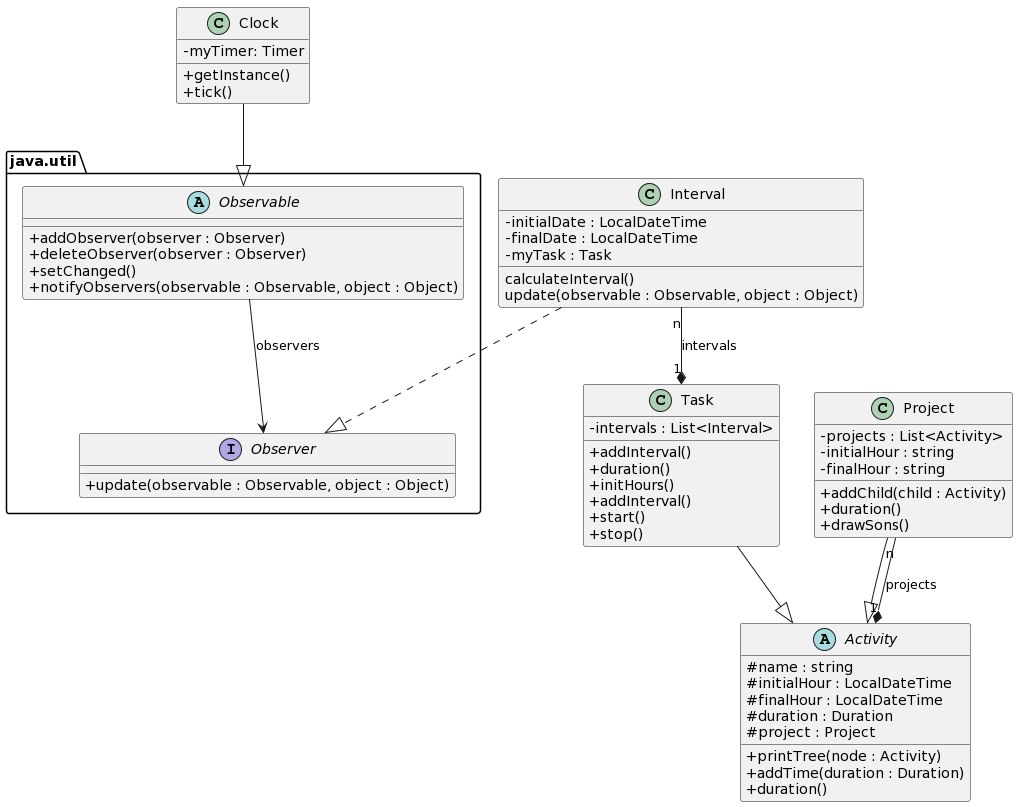 C Clock
-myTimer: Timer
+getInstance()
+tick()
java.util
A Observable
+addObserver(observer : Observer)
+deleteObserver(observer : Observer)
+setChanged()
+notifyObservers(observable : Observable, object : Object)
C Interval
-initialDate : LocalDateTime
-finalDate : LocalDateTime
-myTask : Task
calculateInterval()
update(observable : Observable, object : Object)
observers
n
intervals
1
I Observer
+update(observable : Observable, object : Object)
C Task
-intervals : List<Interval>
+addInterval()
+duration()
+initHours()
+addInterval()
+start()
+stop()
C Project
-projects : List<Activity>
-initialHour : string
-finalHour : string
+addChild(child : Activity)
+duration()
+drawSons()
n
projects
1
A Activity
#name : string
#initialHour : LocalDateTime
#finalHour : LocalDateTime
#duration : Duration
#project : Project
+printTree(node : Activity)
+addTime(duration : Duration)
+duration()